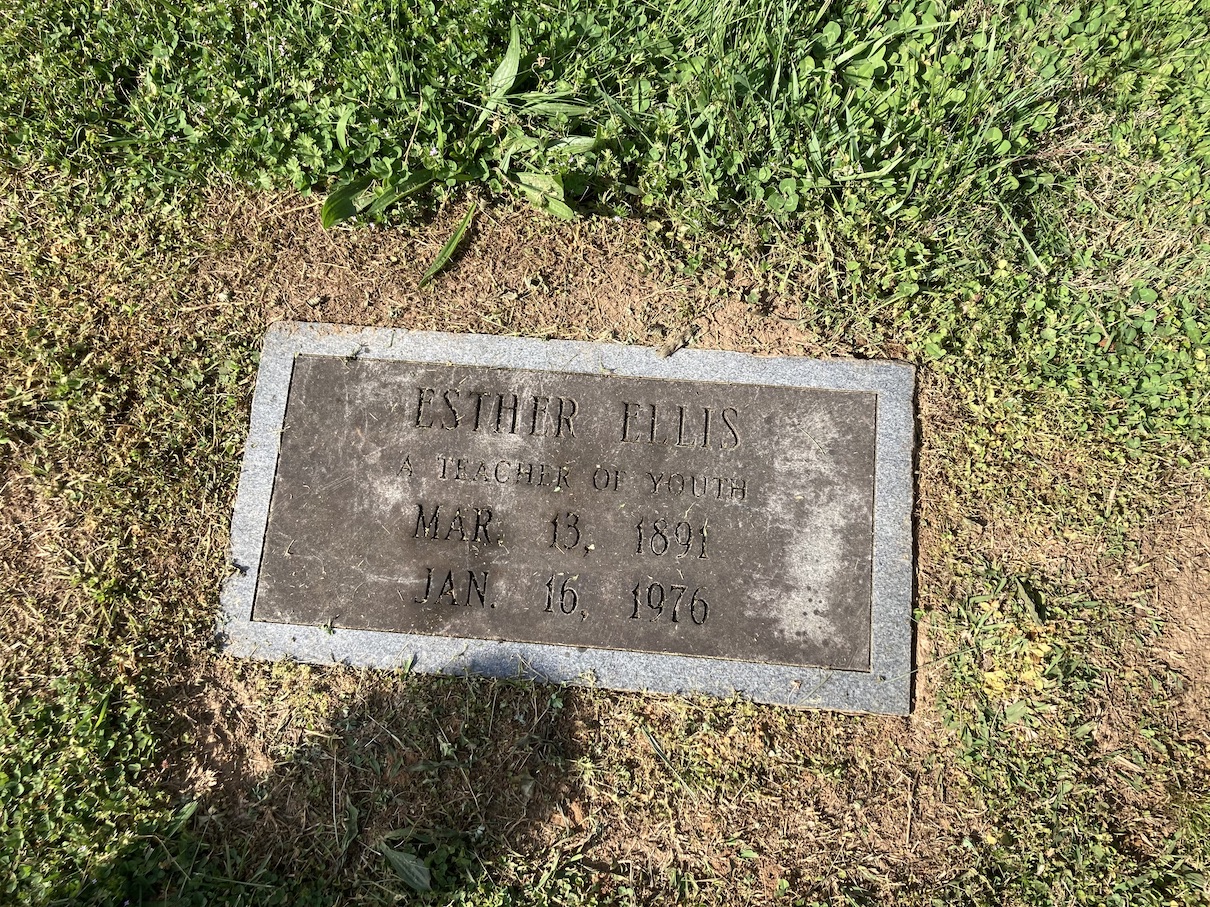 ESTHER ELLIS
A TEACHER OF YOUTH
MAR. 13, 1891
JAN. 16, 1976